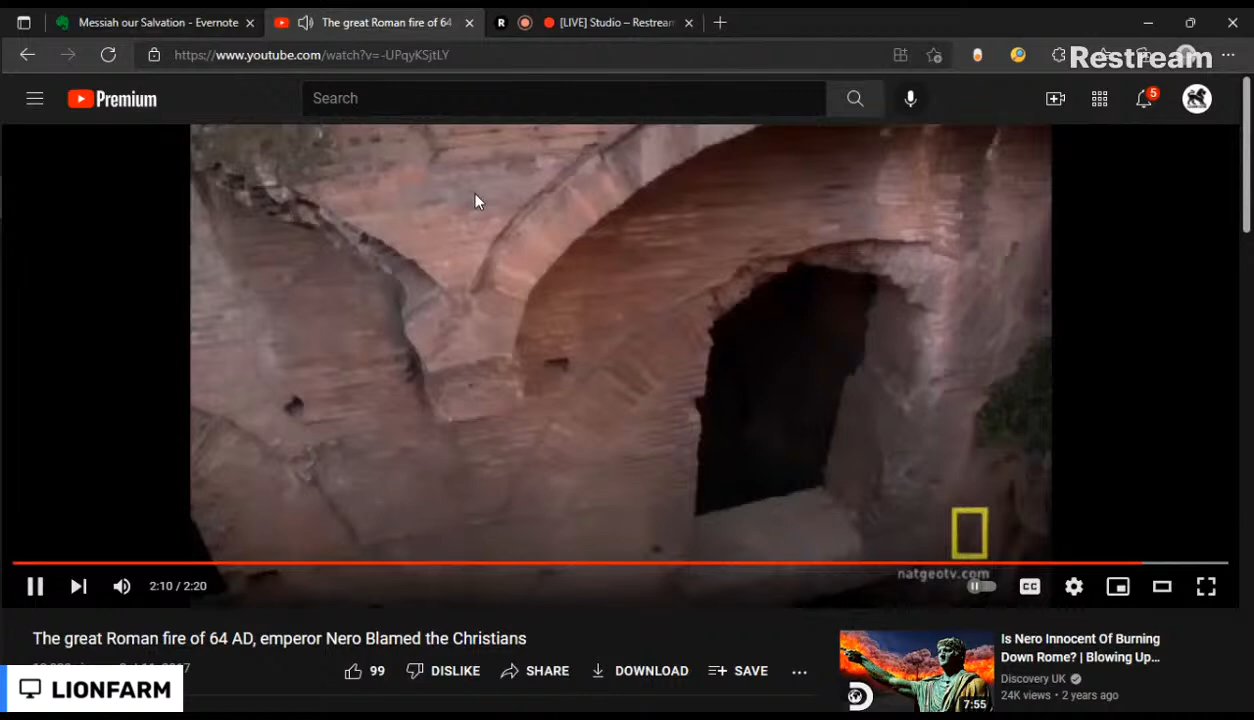 Messiah our Salvation - Evernote
The great Roman fire of 64
[LIVE] Studio – Restream
https://www.youtube.com/watch?v=-UPqyKSjtLY
Restream
Premium
Search
5
natgeotv.com
2:10 / 2:20
CC
The great Roman fire of 64 AD, emperor Nero Blamed the Christians
99
DISLIKE
SHARE
DOWNLOAD
SAVE
LIONFARM
Is Nero Innocent Of Burning
Down Rome? | Blowing Up...
Discovery UK
24K views • 2 years ago
7:55